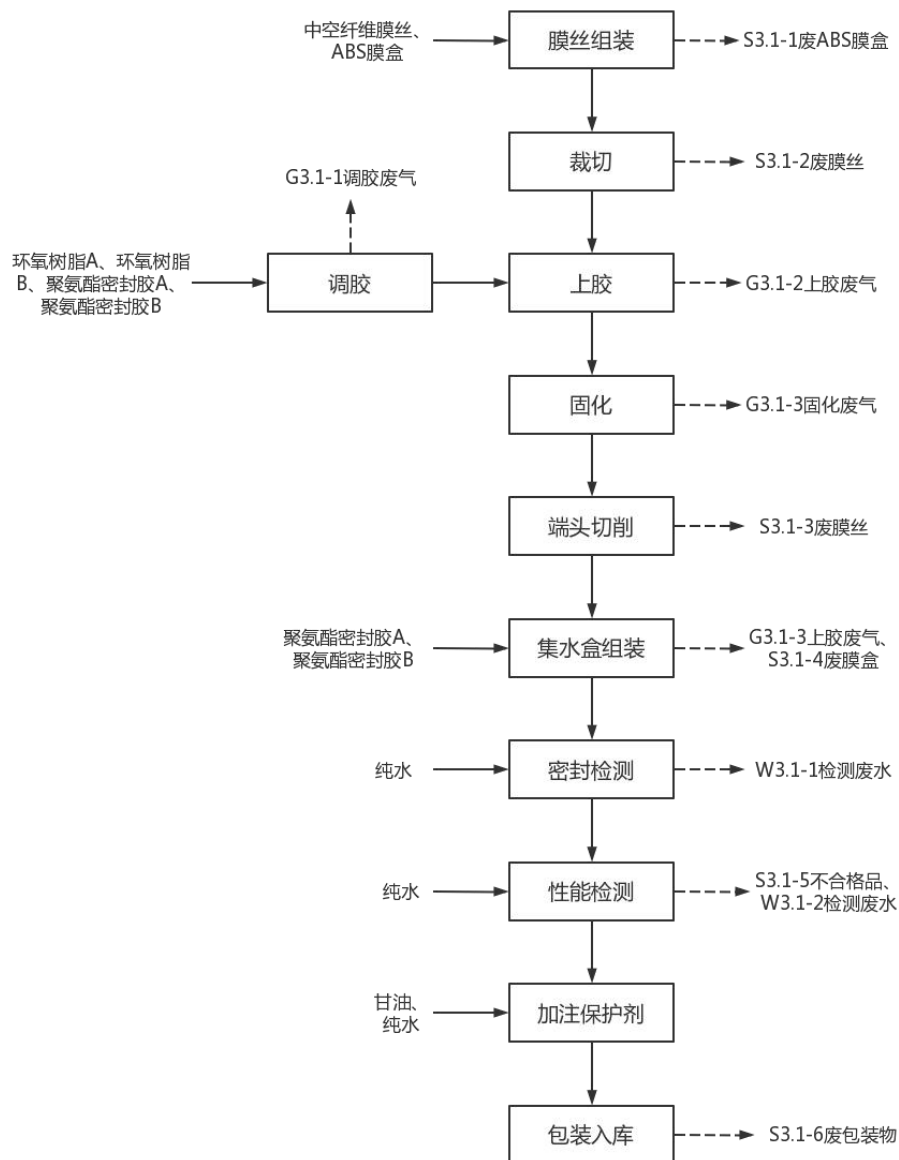 中空纤维膜丝、
ABS膜盒
膜丝组装
S3.1-1废ABS膜盒
裁切
S3.1-2废膜丝
G3.1-1调胶废气
环氧树脂A、环氧树脂
B、聚氨酯密封胶A、
聚氨酯密封胶B
调胶
上胶
G3.1-2上胶废气
固化
G3.1-3固化废气
端头切削
S3.1-3废膜丝
聚氨酯密封胶A、
聚氨酯密封胶B
集水盒组装
G3.1-3上胶废气、
S3.1-4废膜盒
纯水
密封检测
W3.1-1检测废水
纯水
性能检测
S3.1-5不合格品、
W3.1-2检测废水
甘油、
纯水
加注保护剂
包装入库
S3.1-6废包装物